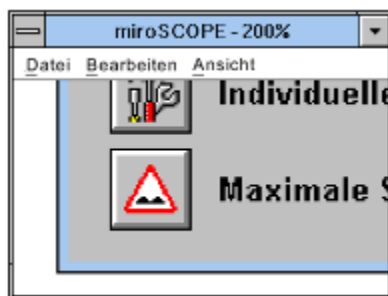 miroSCOPE - 200%
Datei Bearbeiten Ansicht
Individuelle
Maximale S